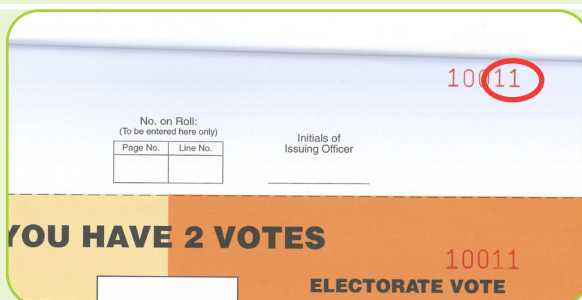 10011
No. on Roll:
(To be entered here only)
Page No. Line No.
Initials of
Issuing Officer
YOU HAVE 2 VOTES
10011
ELECTORATE VOTE